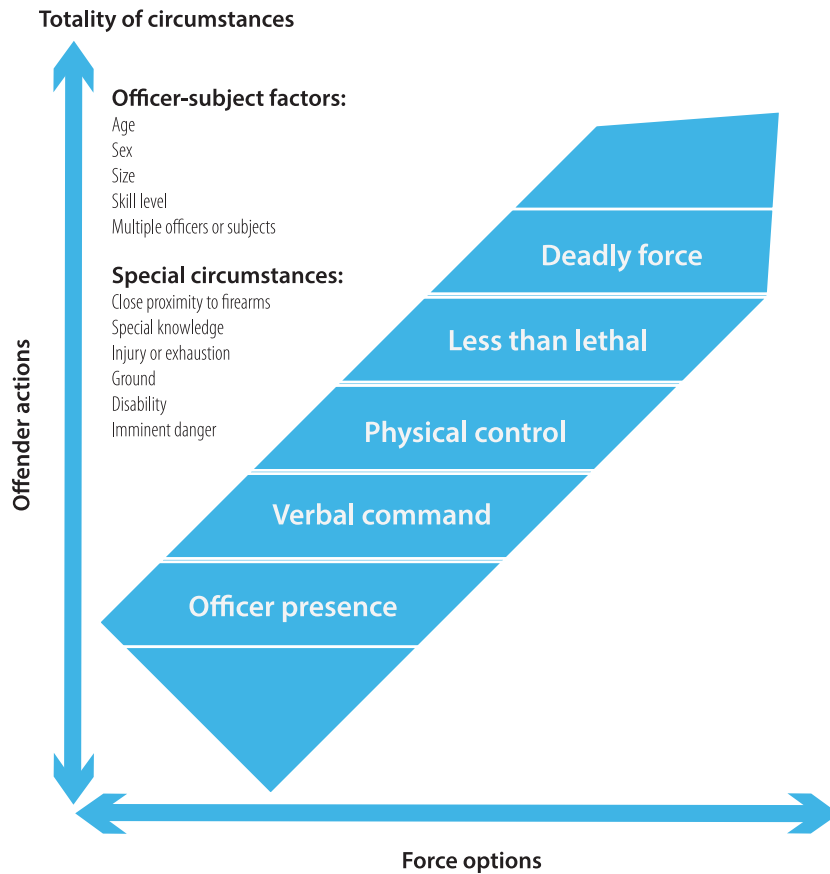 Totality of circumstances
Officer-subject factors:
Age
Sex
Size
Skill level
Multiple officers or subjects
Special circumstances:
Close proximity to firearms
Special knowledge
Injury or exhaustion
Ground
Disability
Imminent danger
Offender actions
Deadly force
Less than lethal
Physical control
Verbal command
Officer presence
Force options